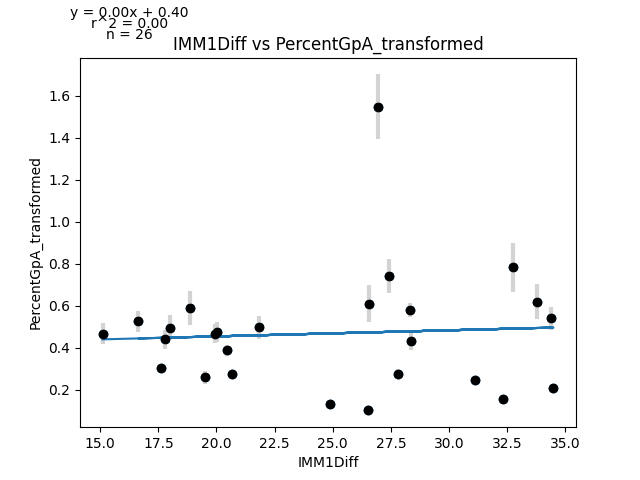 y = 0.00x + 0.40
r^2 = 0.00
n = 26
IMM1Diff vs PercentGpA_transformed
PercentGpA_transformed
1.6
1.4
1.2
1.0
0.8
0.6
0.4
0.2
15.0 17.5 20.0 22.5 25.0 27.5 30.0 32.5 35.0
IMM1Diff